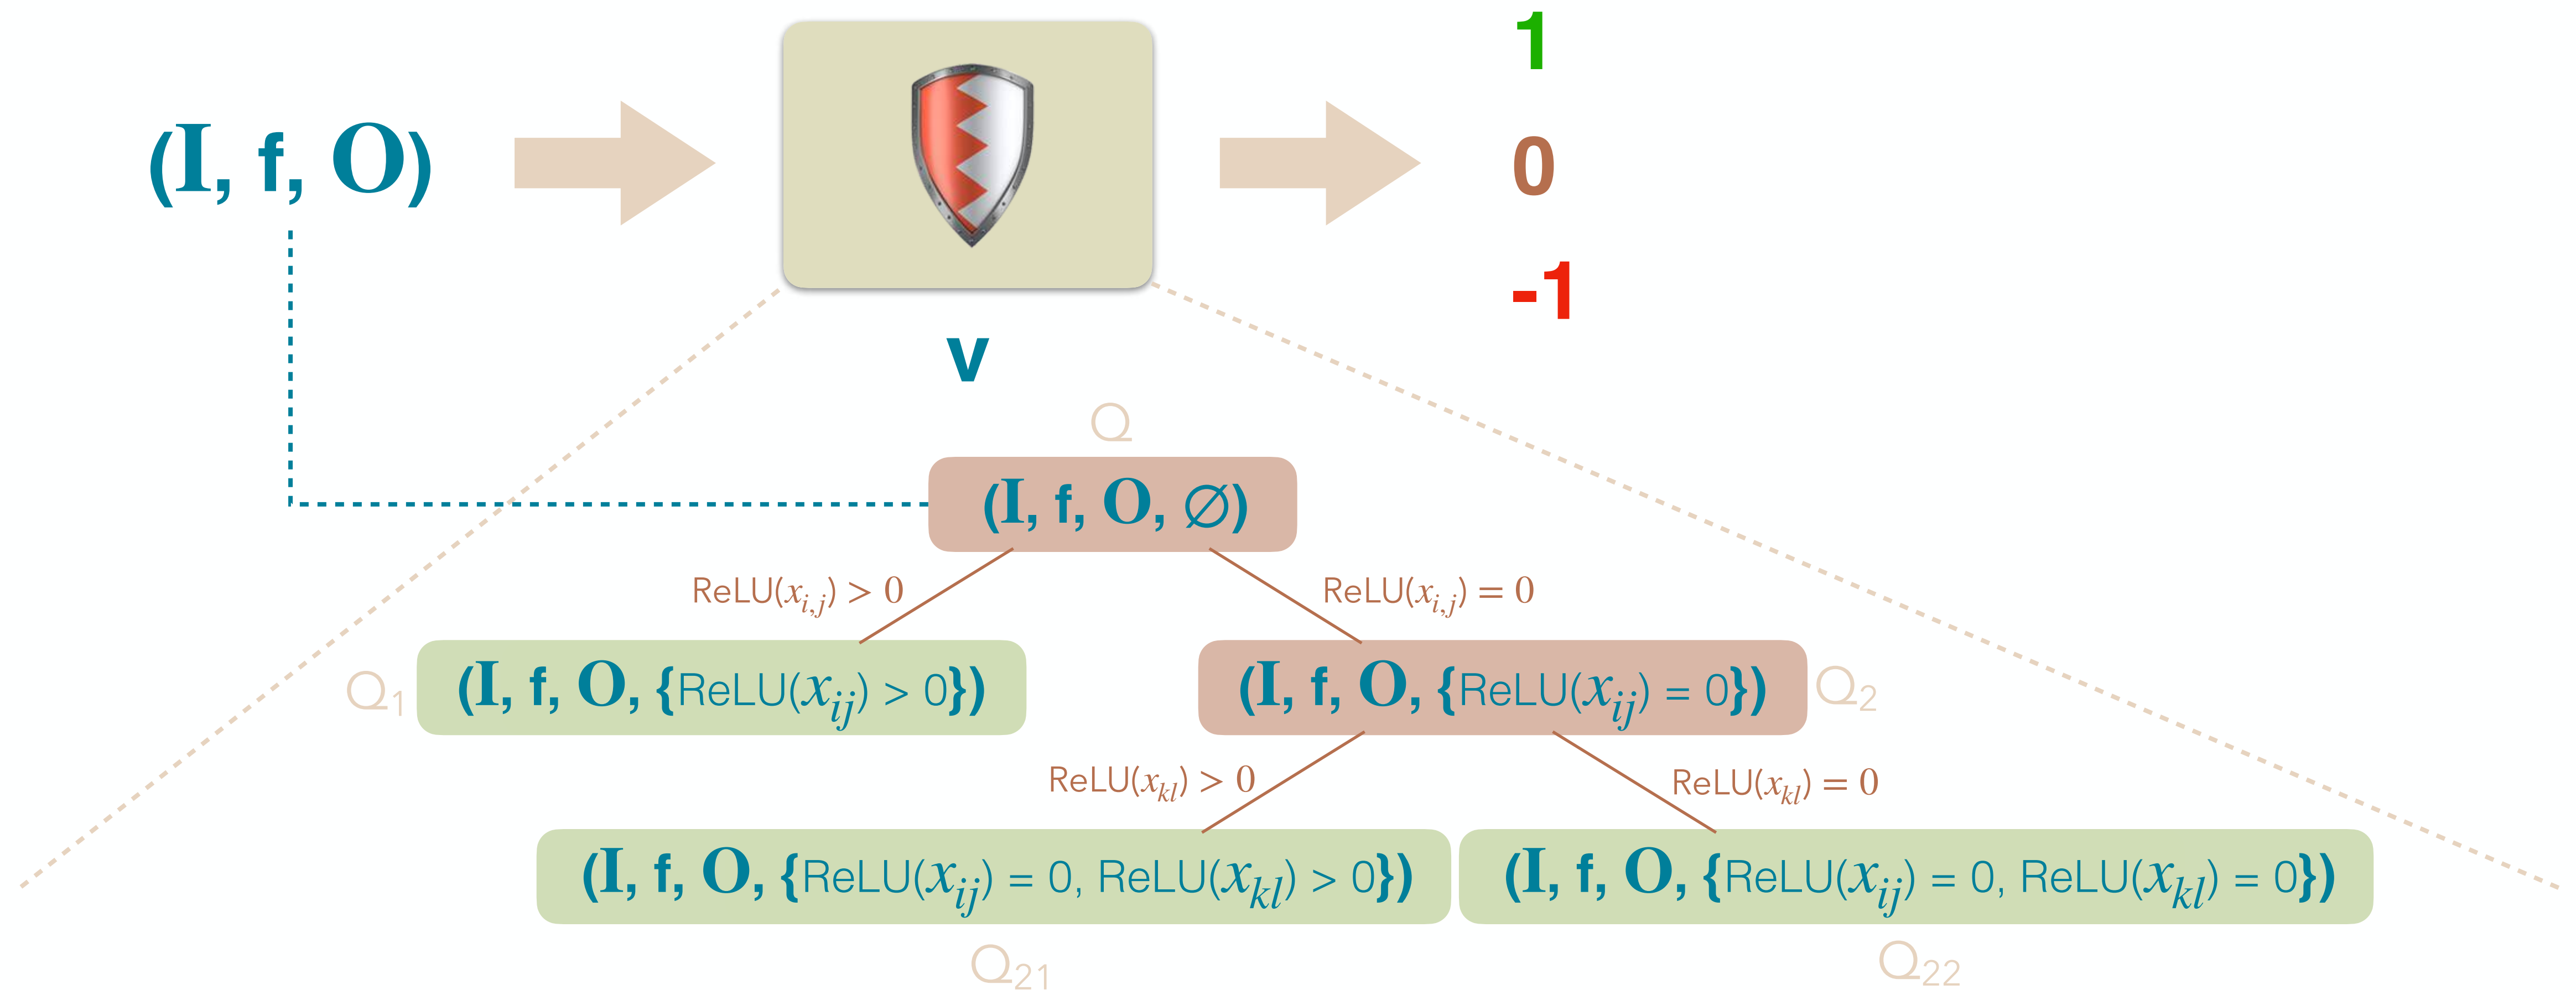 1
(I, f, O)
0
-1
v
Q
(I, f, O, ∅)
ReLU(x_{i,j}) > 0
ReLU(x_{i,j}) = 0
Q₁
(I, f, O, {ReLU(x_{ij}) > 0})
(I, f, O, {ReLU(x_{ij}) = 0})
Q₂
ReLU(x_{kl}) > 0
ReLU(x_{kl}) = 0
(I, f, O, {ReLU(x_{ij}) = 0, ReLU(x_{kl}) > 0})
(I, f, O, {ReLU(x_{ij}) = 0, ReLU(x_{kl}) = 0})
Q₂₁
Q₂₂